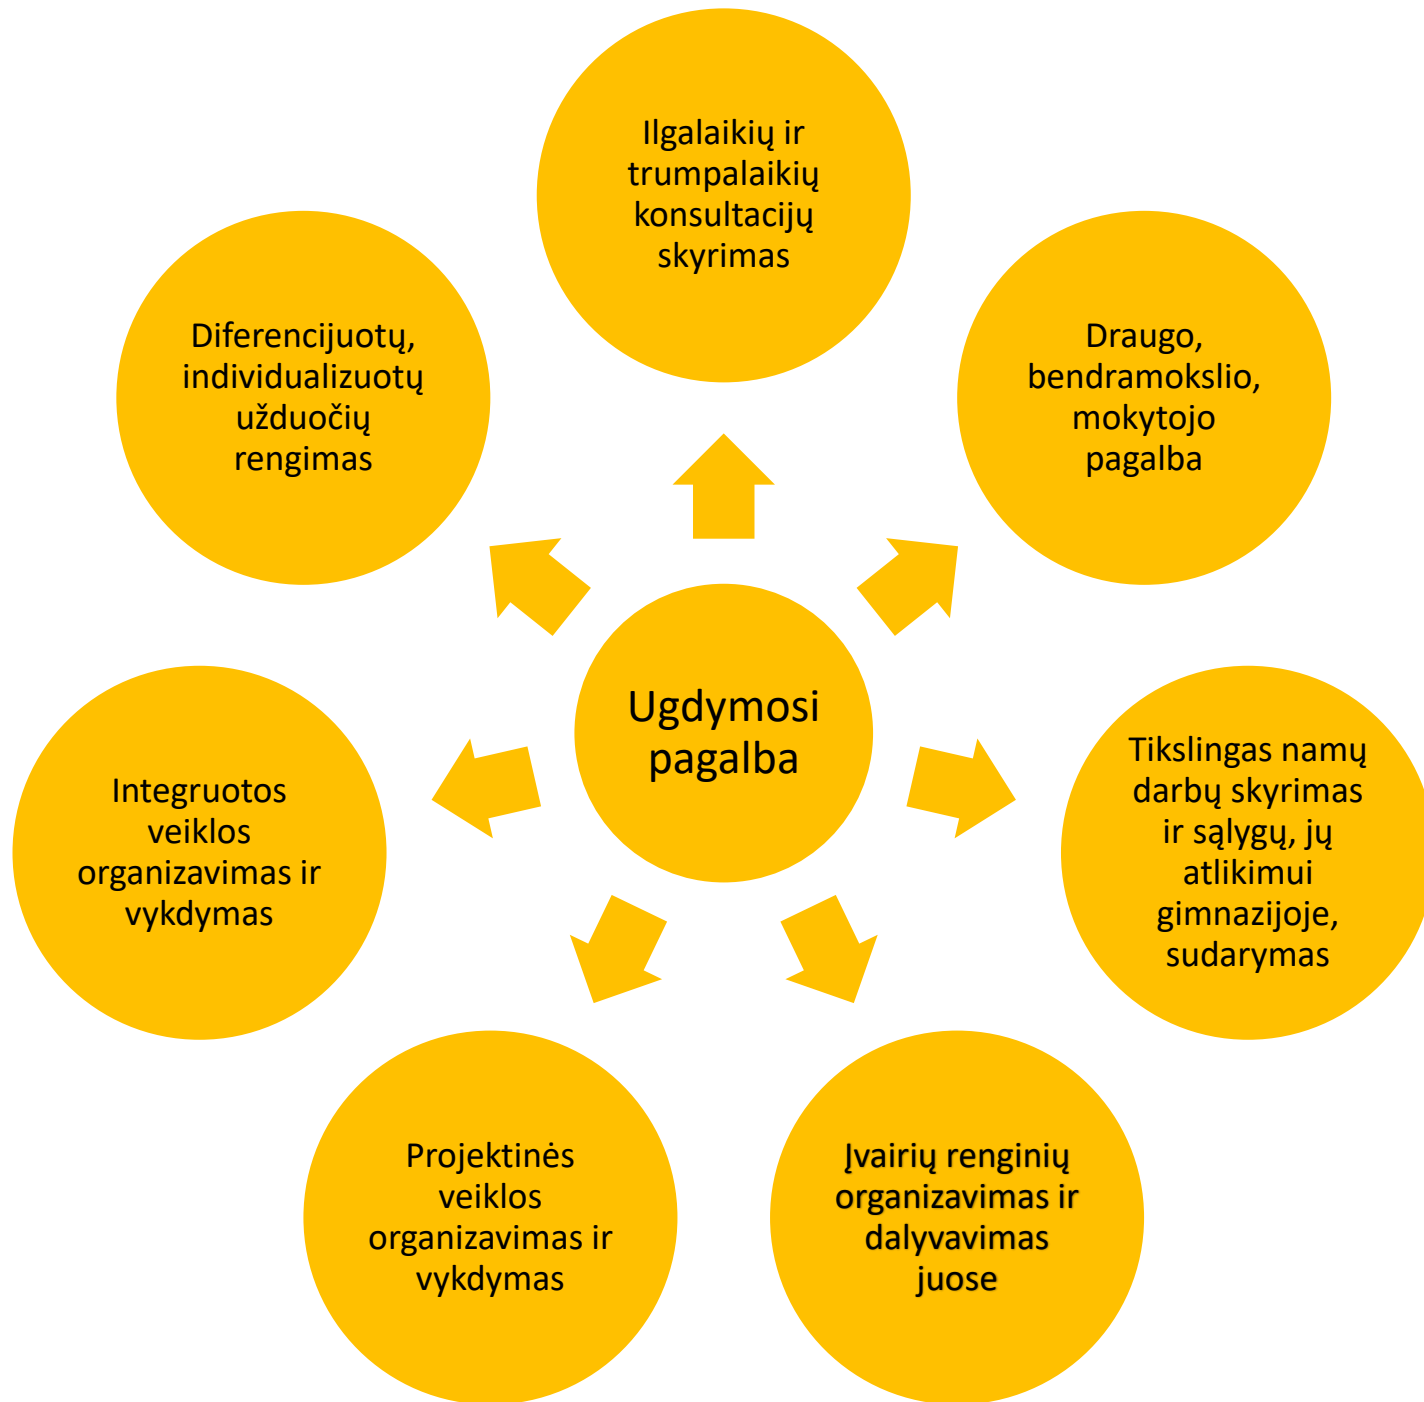 Ilgalaikių ir
trumpalaikių
konsultacijų
skyrimas
Draugo,
bendramokslio,
mokytojo
pagalba
Tikslingas namų
darbų skyrimas
ir sąlygų, jų
atlikimui
gimnazijoje,
sudarymas
Įvairių renginių
organizavimas ir
dalyvavimas
juose
Projektinės
veiklos
organizavimas ir
vykdymas
Integruotos
veiklos
organizavimas ir
vykdymas
Diferencijuotų,
individualizuotų
užduočių
rengimas
Ugdymosi
pagalba